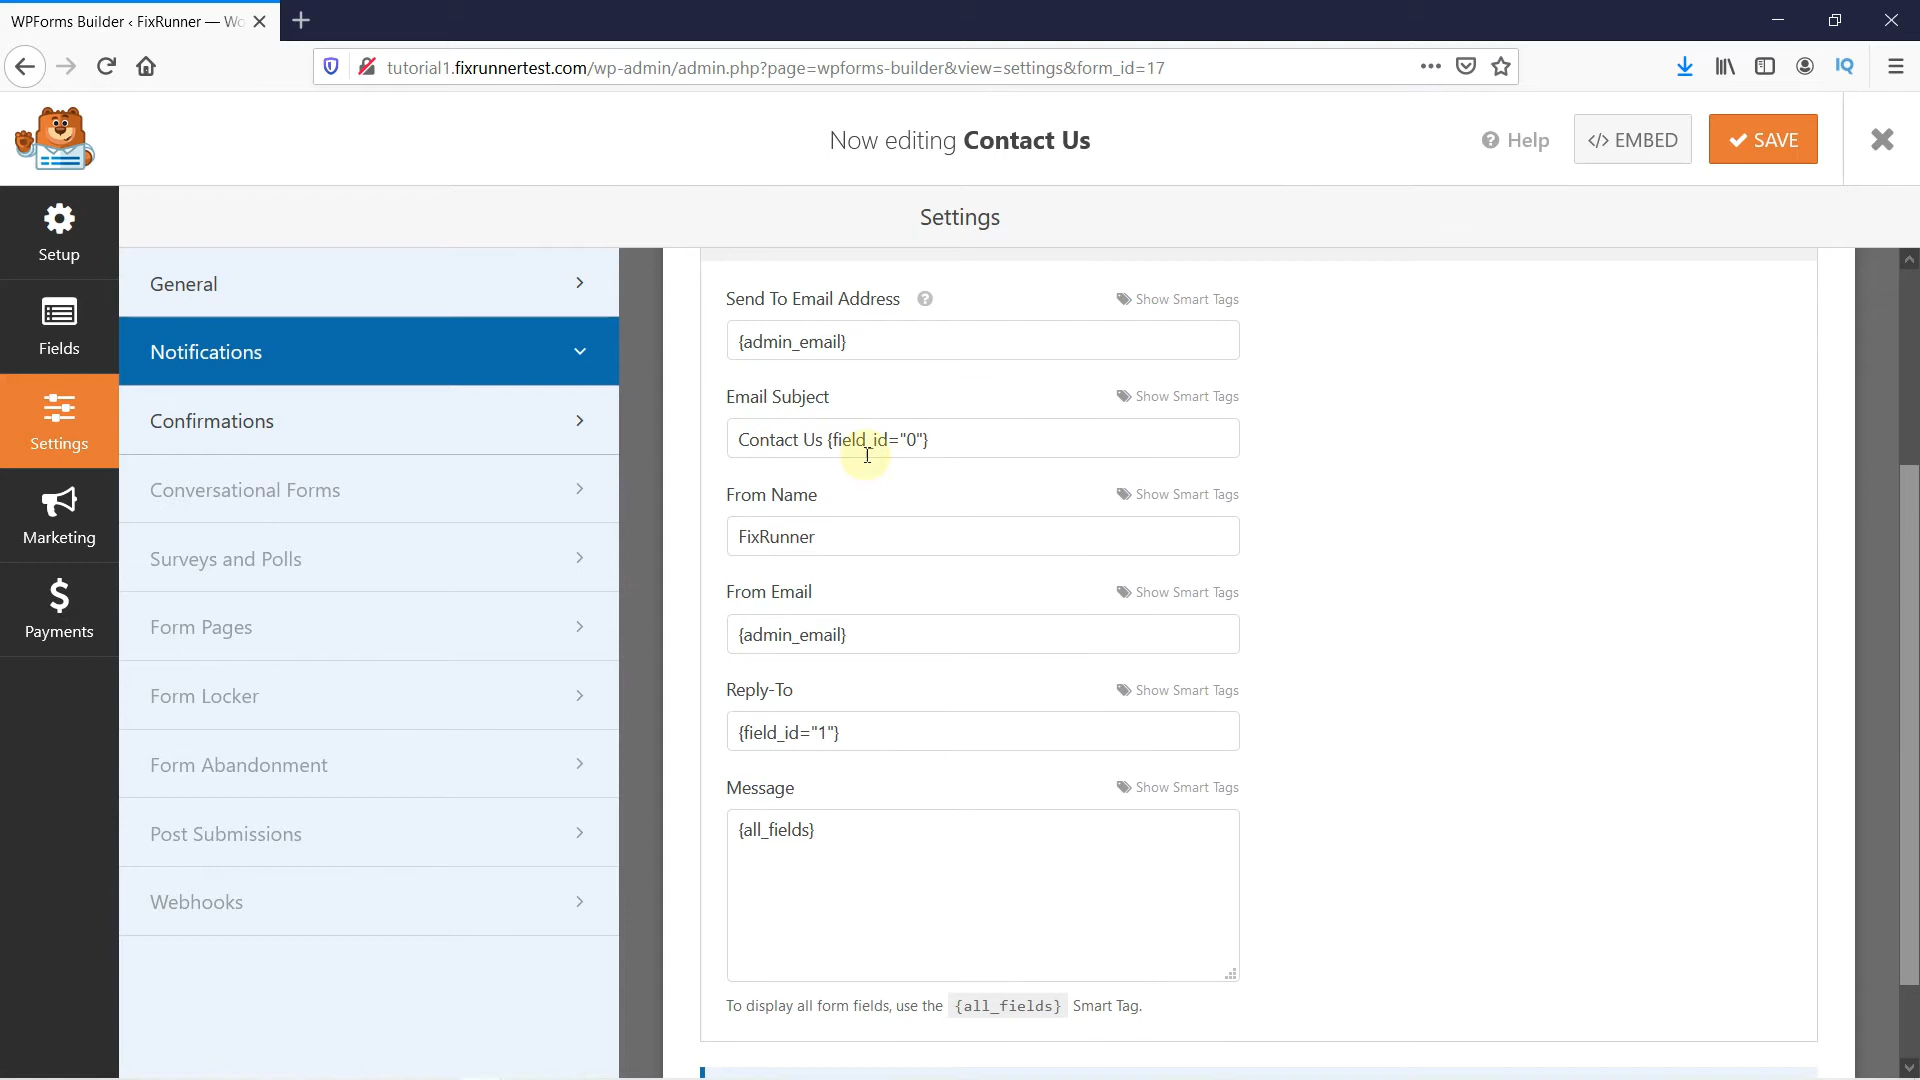 WPForms Builder ‹ FixRunner — Wo
tutorial1.fixrunnertest.com/wp-admin/admin.php?page=wpforms-builder&view=settings&form_id=17
IQ
Now editing Contact Us
Help
</> EMBED
SAVE
Settings
Setup
Fields
Settings
Marketing
Payments
General
Notifications
Confirmations
Conversational Forms
Surveys and Polls
Form Pages
Form Locker
Form Abandonment
Post Submissions
Webhooks
Send To Email Address
Show Smart Tags
{admin_email}
Email Subject
Show Smart Tags
Contact Us {field_id="0"}
From Name
Show Smart Tags
FixRunner
From Email
Show Smart Tags
{admin_email}
Reply-To
Show Smart Tags
{field_id="1"}
Message
Show Smart Tags
{all_fields}
To display all form fields, use the {all_fields} Smart Tag.